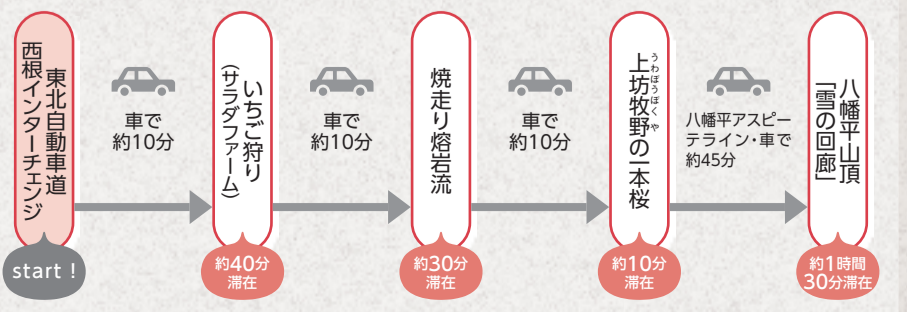 東北自動車道
西根インターチェンジ
start !
車で
約10分
いちご狩り
(サラダファーム)
約40分
滞在
車で
約10分
焼走り熔岩流
約30分
滞在
車で
約10分
上坊牧野の一本桜
うわぼうぼくや
約10分
滞在
八幡平アスピー
テライン・車で
約45分
八幡平山頂
「雪の回廊」
約1時間
30分滞在